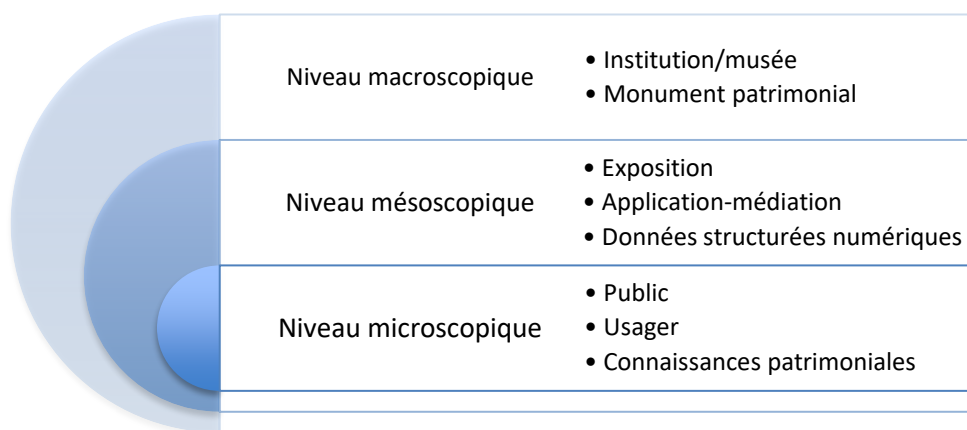 Niveau macroscopique
• Institution/musée
• Monument patrimonial
Niveau mésoscopique
• Exposition
• Application-médiation
• Données structurées numériques
Niveau microscopique
• Public
• Usager
• Connaissances patrimoniales